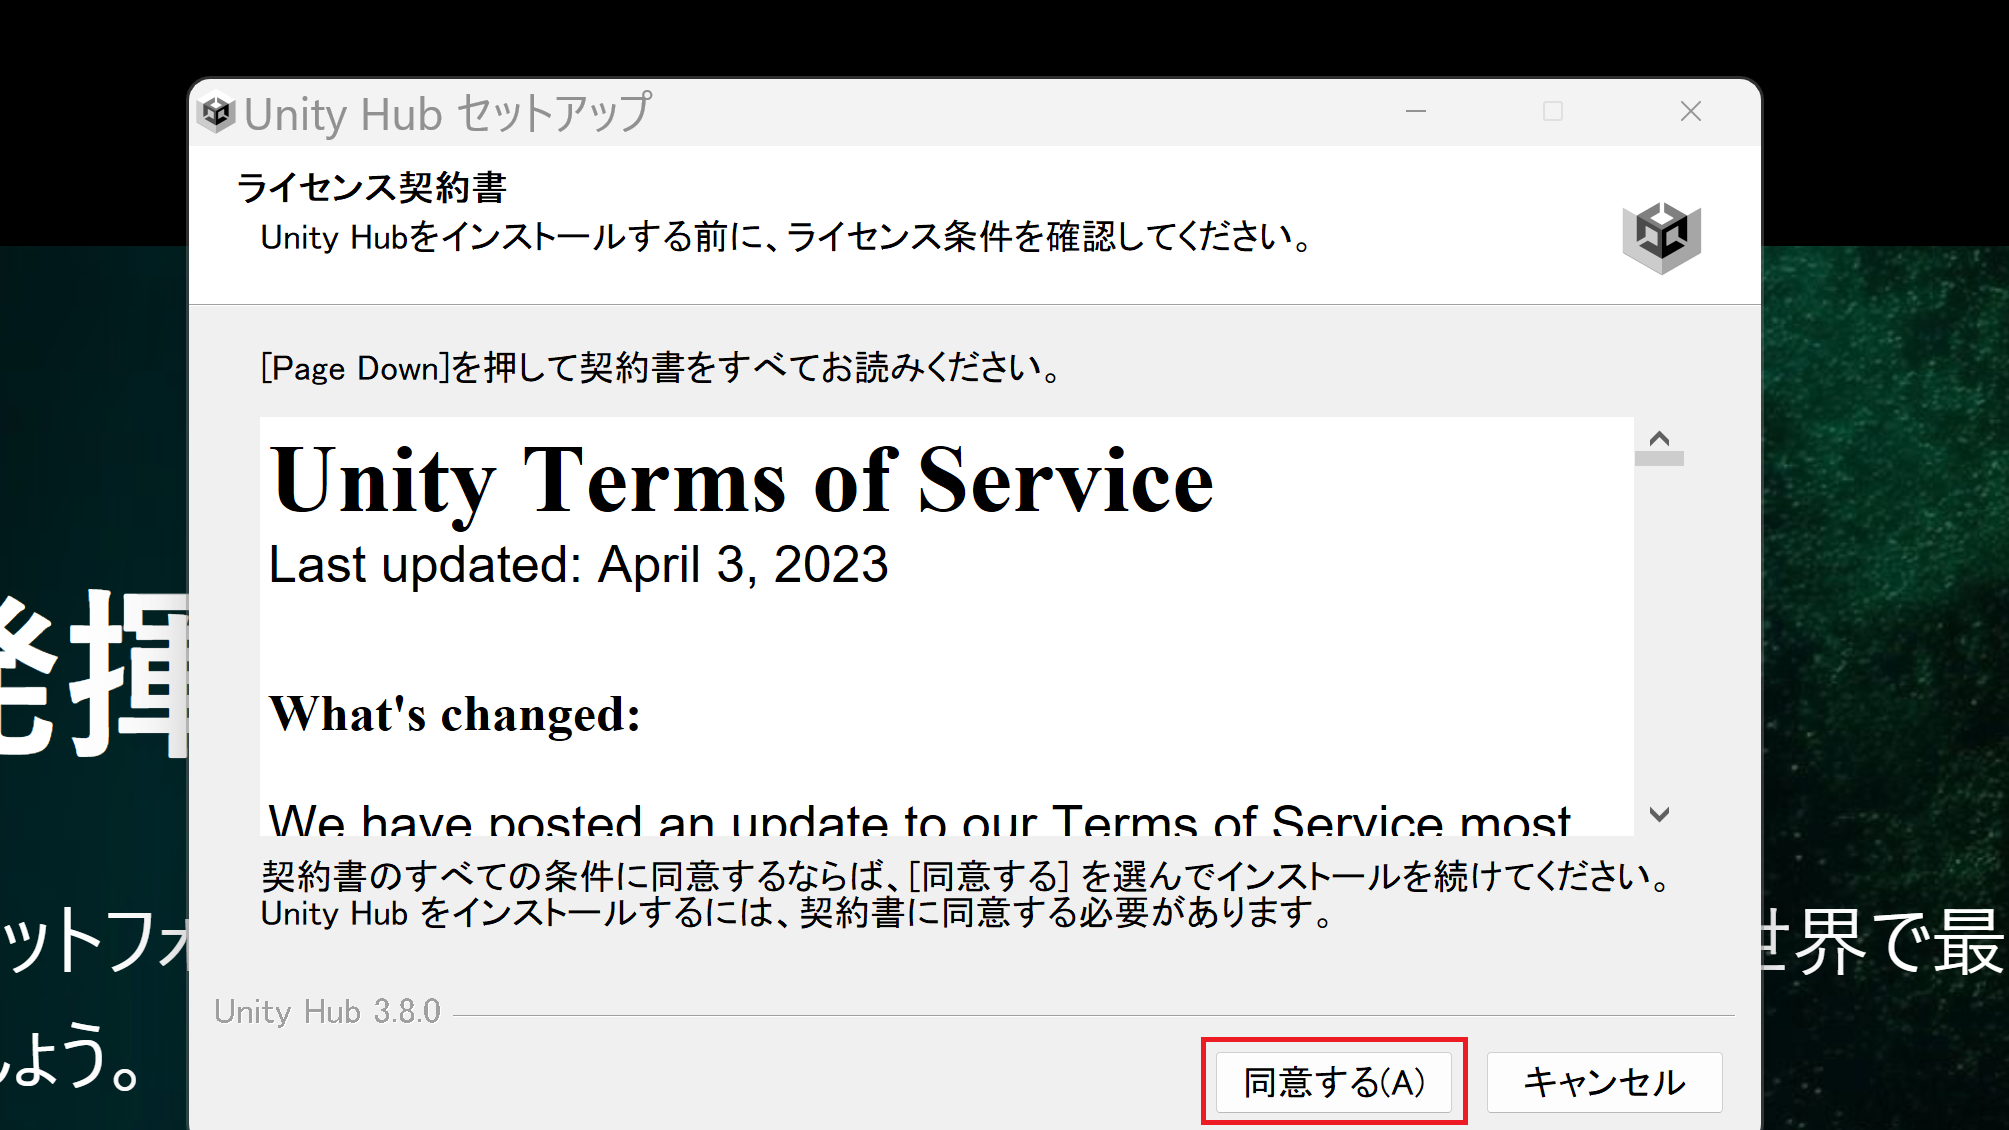 Unity Hub セットアップ
ライセンス契約書
Unity Hubをインストールする前に、ライセンス条件を確認してください。
[Page Down]を押して契約書をすべてお読みください。
Unity Terms of Service
Last updated: April 3, 2023
What's changed:
We have posted an update to our Terms of Service most
契約書のすべての条件に同意するならば、[同意する] を選んでインストールを続けてください。
Unity Hub をインストールするには、契約書に同意する必要があります。
Unity Hub 3.8.0
同意する(A)
キャンセル
発揮
ットフォ
世界で最
しょう。